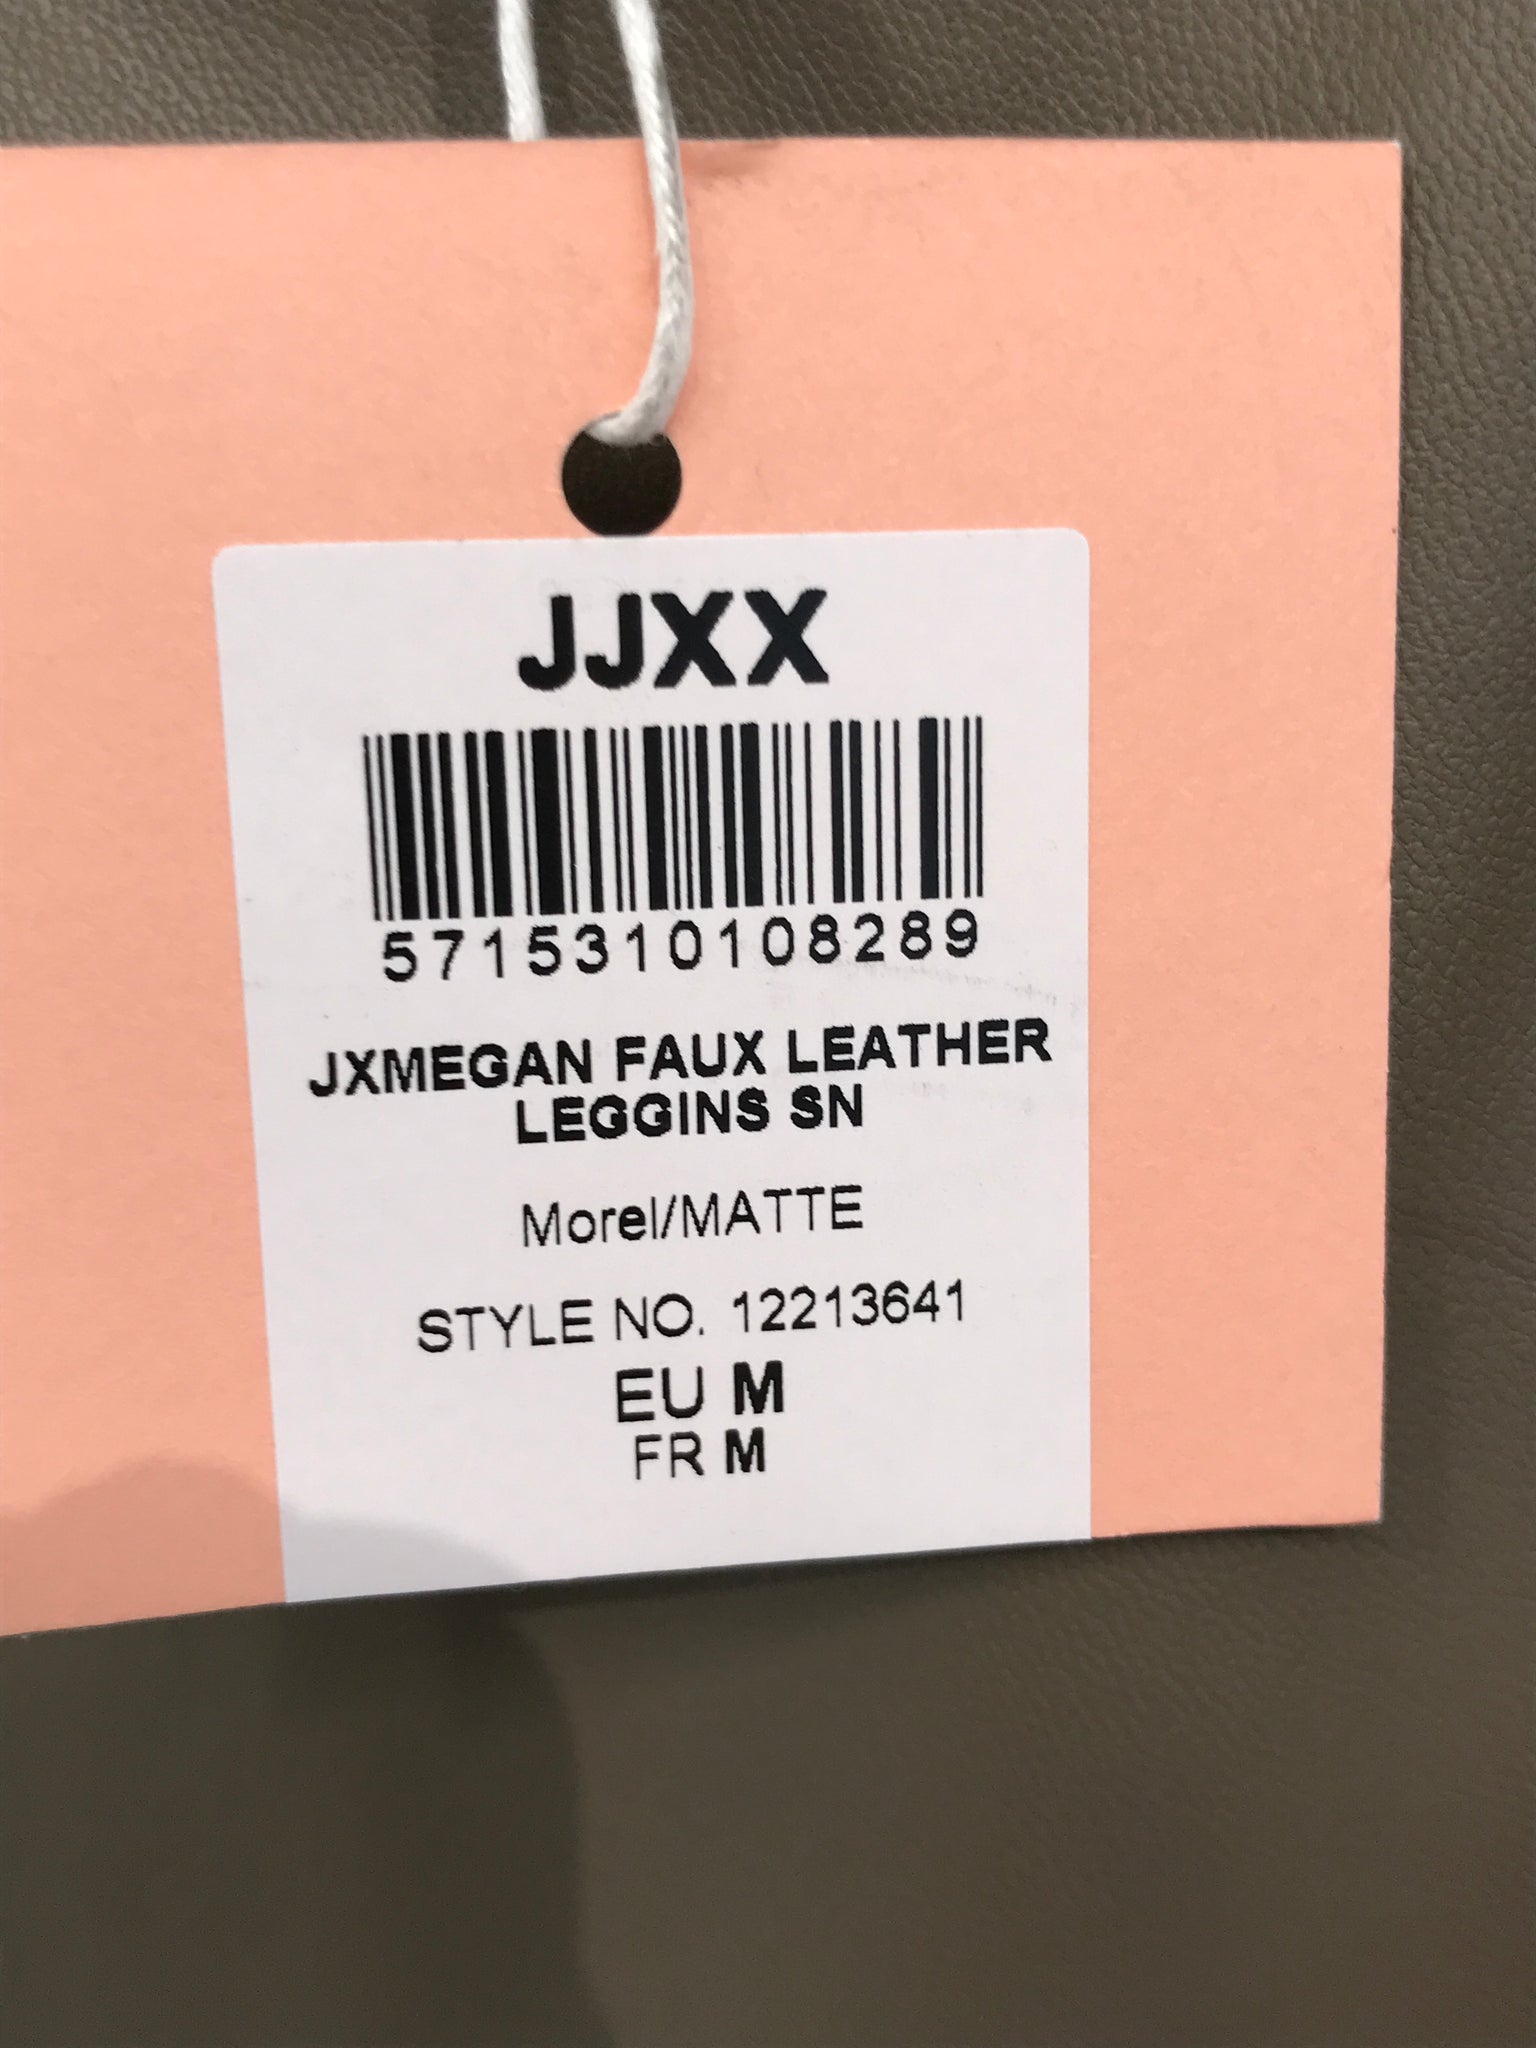 JJXX
5715310108289
JXMEGAN FAUX LEATHER
LEGGINS SN
Morel/MATTE
STYLE NO. 12213641
EU M
FR M